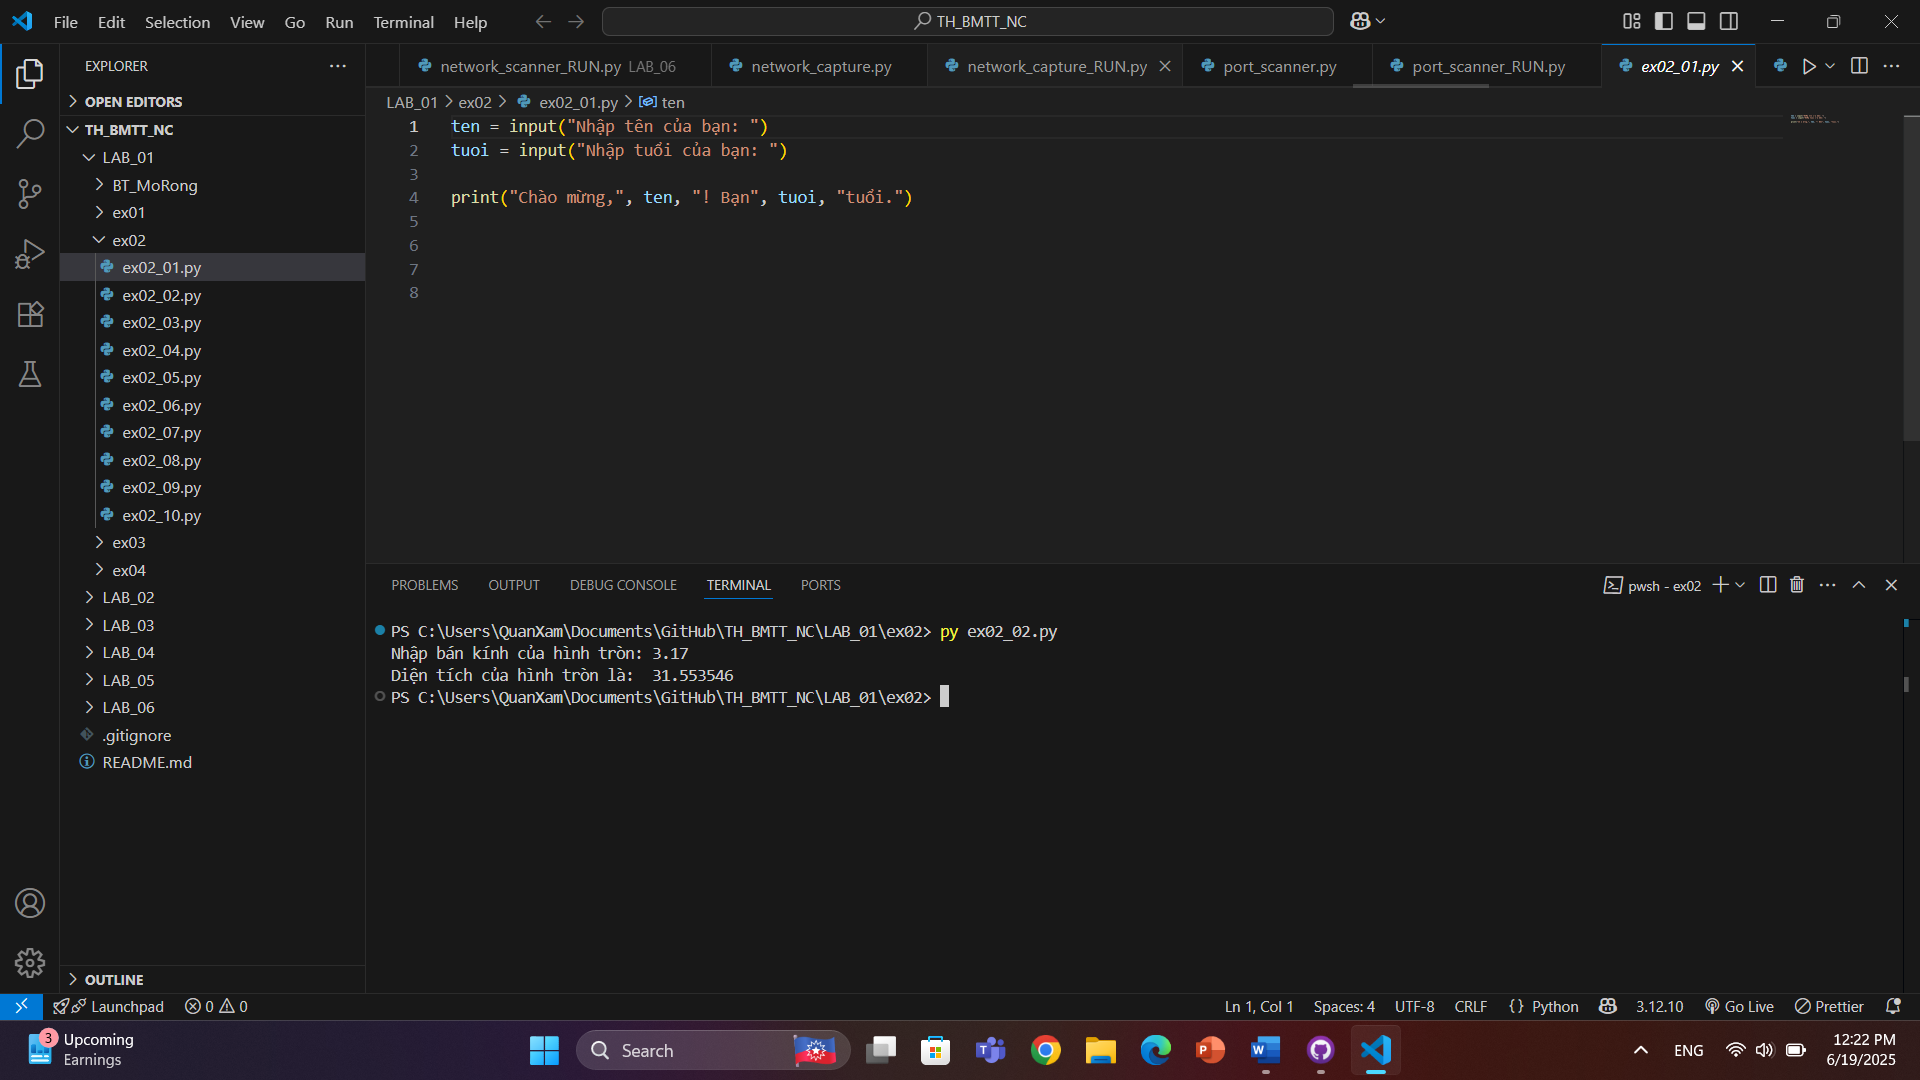 File Edit Selection View Go Run Terminal Help
TH_BMTT_NC
EXPLORER
OPEN EDITORS
TH_BMTT_NC
LAB_01
BT_MoRong
ex01
ex02
ex02_01.py
ex02_02.py
ex02_03.py
ex02_04.py
ex02_05.py
ex02_06.py
ex02_07.py
ex02_08.py
ex02_09.py
ex02_10.py
ex03
ex04
LAB_02
LAB_03
LAB_04
LAB_05
LAB_06
.gitignore
README.md
OUTLINE
network_scanner_RUN.py LAB_06 network_capture.py network_capture_RUN.py port_scanner.py port_scanner_RUN.py ex02_01.py
LAB_01 > ex02 > ex02_01.py > ten
1 ten = input("Nhập tên của bạn: ")
2 tuoi = input("Nhập tuổi của bạn: ")
3
4 print("Chào mừng,", ten, "! Bạn", tuoi, "tuổi.")
5
6
7
8
PROBLEMS OUTPUT DEBUG CONSOLE TERMINAL PORTS
pwsh - ex02
PS C:\Users\QuanXam\Documents\GitHub\TH_BMTT_NC\LAB_01\ex02> py ex02_02.py
Nhập bán kính của hình tròn: 3.17
Diện tích của hình tròn là:  31.553546
PS C:\Users\QuanXam\Documents\GitHub\TH_BMTT_NC\LAB_01\ex02>
Launchpad 0 0
Ln 1, Col 1 Spaces: 4 UTF-8 CRLF {} Python 3.12.10 Go Live Prettier
3 Upcoming
Earnings
Search
ENG
12:22 PM
6/19/2025